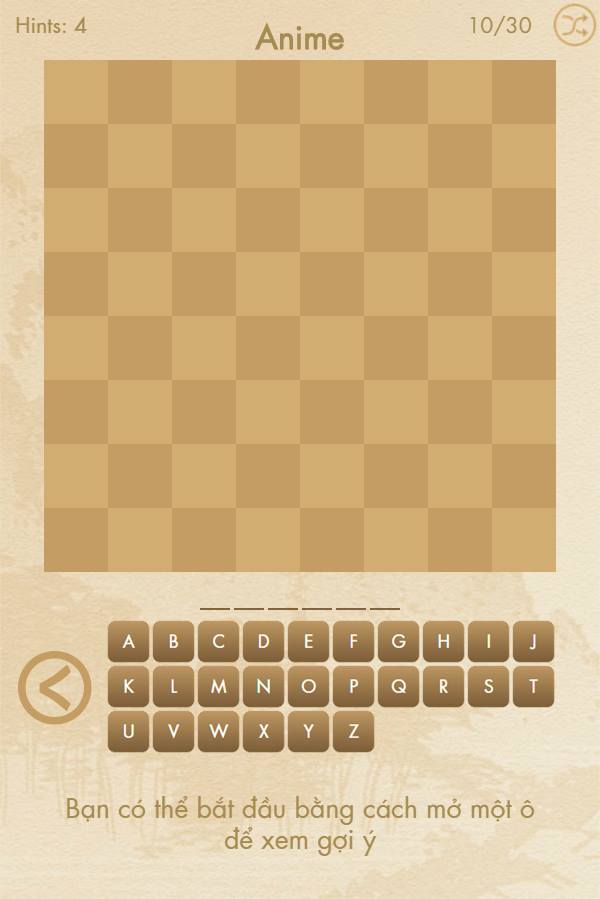 Hints: 4
Anime
10/30
A B C D E F G H I J
K L M N O P Q R S T
U V W X Y Z
Bạn có thể bắt đầu bằng cách mở một ô
để xem gợi ý